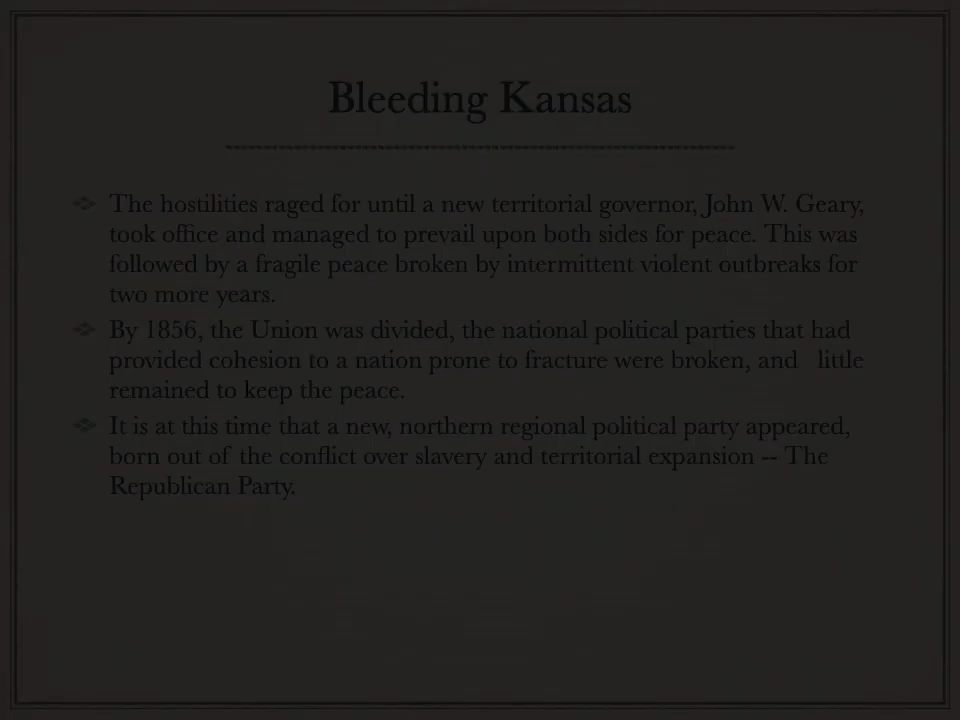 Bleeding Kansas
The hostilities raged for until a new territorial governor, John W. Geary,
took office and managed to prevail upon both sides for peace. This was
followed by a fragile peace broken by intermittent violent outbreaks for
two more years.
By 1856, the Union was divided, the national political parties that had
provided cohesion to a nation prone to fracture were broken, and little
remained to keep the peace.
It is at this time that a new, northern regional political party appeared,
born out of the conflict over slavery and territorial expansion -- The
Republican Party.